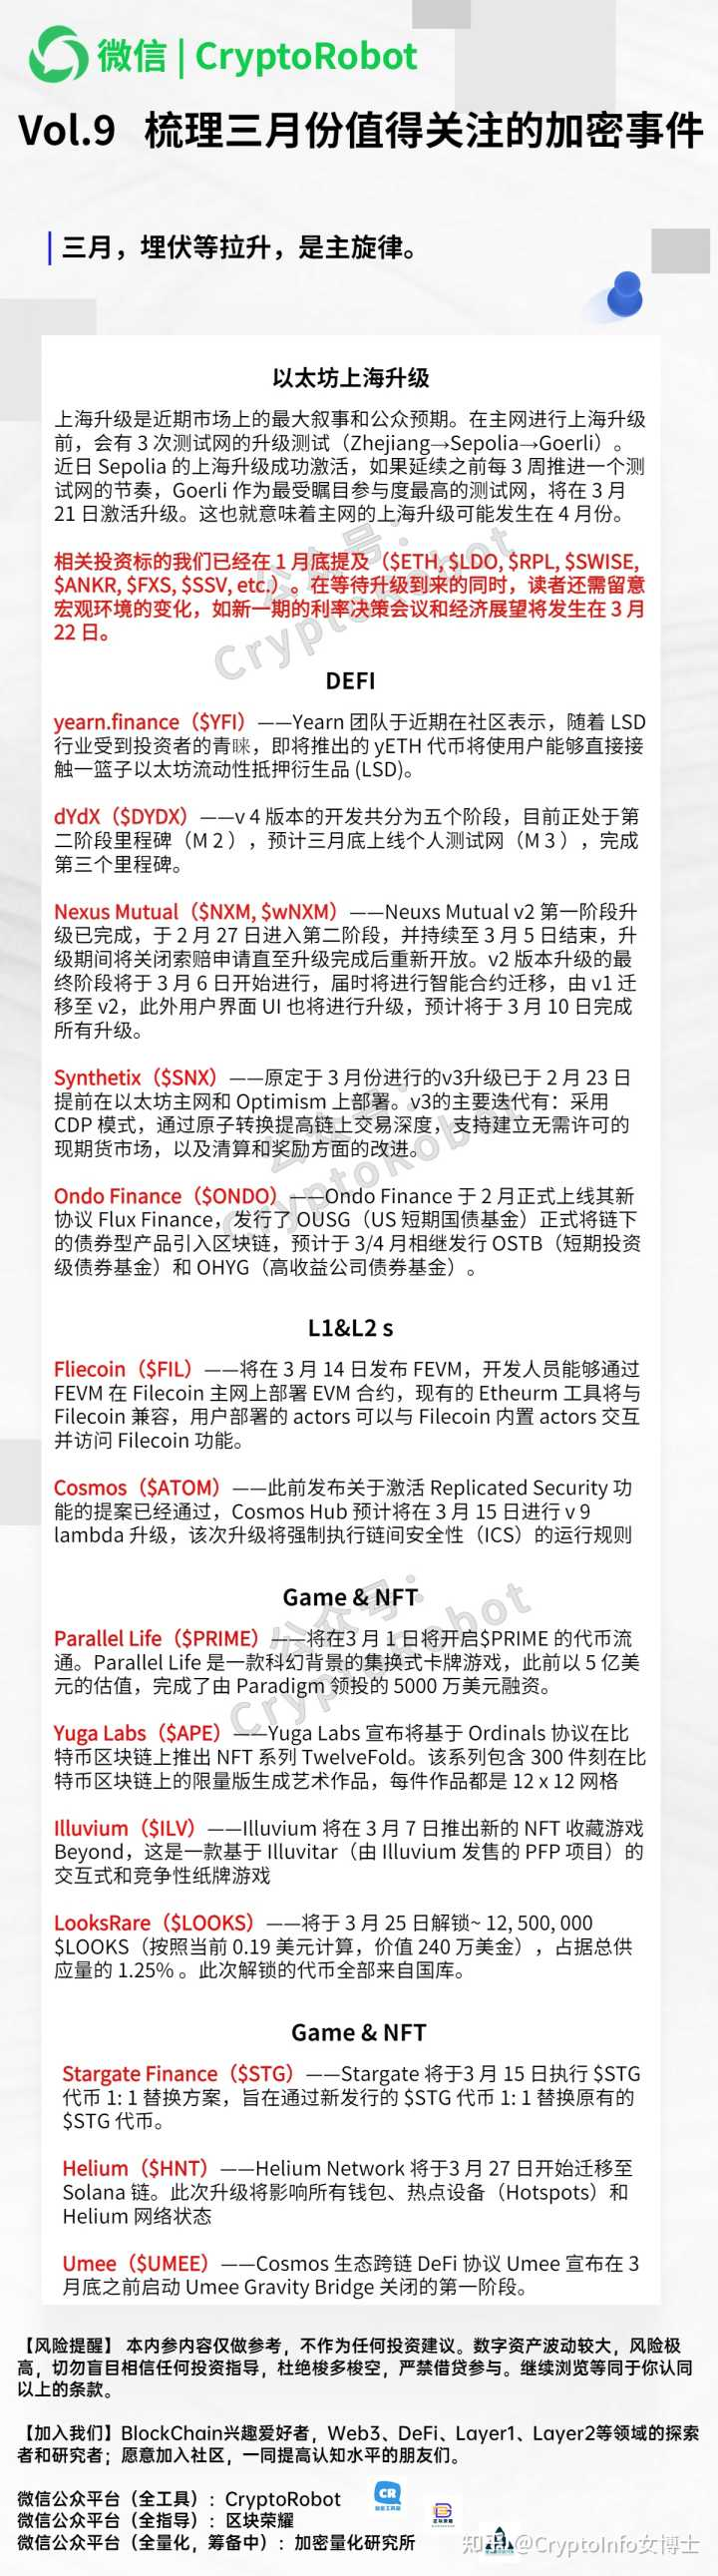 微信 | CryptoRobot
Vol.9 梳理三月份值得关注的加密事件
三月，埋伏等拉升，是主旋律。
以太坊上海升级
上海升级是近期市场上的最大叙事和公众预期。在主网进行上海升级
前，会有 3 次测试网的升级测试（Zhejiang→Sepolia→Goerli）。
近日 Sepolia 的上海升级成功激活，如果延续之前每 3 周推进一个测
试网的节奏，Goerli 作为最受瞩目参与度最高的测试网，将在 3 月
21 日激活升级。这也就意味着主网的上海升级可能发生在 4 月份。
相关投资标的我们已经在 1 月底提及（$ETH, $LDO, $RPL, $SWISE,
$ANKR, $FXS, $SSV, etc.）。在等待升级到来的同时，读者还需留意
宏观环境的变化，如新一期的利率决策会议和经济展望将发生在 3 月
22 日。
公众号：
CryptoRobot
DEFI
yearn.finance（$YFI）——Yearn 团队于近期在社区表示，随着 LSD
行业受到投资者的青睐，即将推出的 yETH 代币将使用户能够直接接
触一篮子以太坊流动性抵押衍生品 (LSD)。
dYdX（$DYDX）——v 4 版本的开发共分为五个阶段，目前正处于第
二阶段里程碑（M 2 ），预计三月底上线个人测试网（M 3 ），完成
第三个里程碑。
Nexus Mutual（$NXM, $wNXM）——Neuxs Mutual v2 第一阶段升
级已完成，于 2 月 27 日进入第二阶段，并持续至 3 月 5 日结束，升
级期间将关闭索赔申请直至升级完成后重新开放。v2 版本升级的最
终阶段将于 3 月 6 日开始进行，届时将进行智能合约迁移，由 v1 迁
移至 v2，此外用户界面 UI 也将进行升级，预计将于 3 月 10 日完成
所有升级。
Synthetix（$SNX）——原定于 3 月份进行的v3升级已于 2 月 23 日
提前在以太坊主网和 Optimism 上部署。v3的主要迭代有：采用
CDP 模式，通过原子转换提高链上交易深度，支持建立无需许可的
现期货市场，以及清算和奖励方面的改进。
公众号：
CryptoRobot
Ondo Finance（$ONDO）——Ondo Finance 于 2 月正式上线其新
协议 Flux Finance，发行了 OUSG（US 短期国债基金）正式将链下
的债券型产品引入区块链，预计于 3/4 月相继发行 OSTB（短期投资
级债券基金）和 OHYG（高收益公司债券基金）。
L1&L2 s
Fliecoin（$FIL）——将在 3 月 14 日发布 FEVM，开发人员能够通过
FEVM 在 Filecoin 主网上部署 EVM 合约，现有的 Etheurm 工具将与
Filecoin 兼容，用户部署的 actors 可以与 Filecoin 内置 actors 交互
并访问 Filecoin 功能。
Cosmos（$ATOM）——此前发布关于激活 Replicated Security 功
能的提案已经通过，Cosmos Hub 预计将在 3 月 15 日进行 v 9
lambda 升级，该次升级将强制执行链间安全性（ICS）的运行规则
Game & NFT
公众号：
CryptoRobot
Parallel Life（$PRIME）——将在3 月 1 日将开启$PRIME 的代币流
通。Parallel Life 是一款科幻背景的集换式卡牌游戏，此前以 5 亿美
元的估值，完成了由 Paradigm 领投的 5000 万美元融资。
Yuga Labs（$APE）——Yuga Labs 宣布将基于 Ordinals 协议在比
特币区块链上推出 NFT 系列 TwelveFold。该系列包含 300 件刻在比
特币区块链上的限量版生成艺术作品，每件作品都是 12 x 12 网格
Illuvium（$ILV）——Illuvium 将在 3 月 7 日推出新的 NFT 收藏游戏
Beyond，这是一款基于 Illuvitar（由 Illuvium 发售的 PFP 项目）的
交互式和竞争性纸牌游戏
LooksRare（$LOOKS）——将于 3 月 25 日解锁~ 12, 500, 000
$LOOKS（按照当前 0.19 美元计算，价值 240 万美金），占据总供
应量的 1.25% 。此次解锁的代币全部来自国库。
Game & NFT
Stargate Finance（$STG）——Stargate 将于3 月 15 日执行 $STG
代币 1: 1 替换方案，旨在通过新发行的 $STG 代币 1: 1 替换原有的
$STG 代币。
Helium（$HNT）——Helium Network 将于3 月 27 日开始迁移至
Solana 链。此次升级将影响所有钱包、热点设备（Hotspots）和
Helium 网络状态
Umee（$UMEE）——Cosmos 生态跨链 DeFi 协议 Umee 宣布在 3
月底之前启动 Umee Gravity Bridge 关闭的第一阶段。
【风险提醒】 本内参内容仅做参考，不作为任何投资建议。数字资产波动较大，风险极
高，切勿盲目相信任何投资指导，杜绝梭多梭空，严禁借贷参与。继续浏览等同于你认同
以上的条款。
【加入我们】BlockChain兴趣爱好者，Web3、DeFi、Layer1、Layer2等领域的探索
者和研究者；愿意加入社区，一同提高认知水平的朋友们。
微信公众平台（全工具）：CryptoRobot
CR
微信公众平台（全指导）：区块荣耀
微信公众平台（全量化，筹备中）：加密量化研究所
知乎 @CryptoInfo女博士